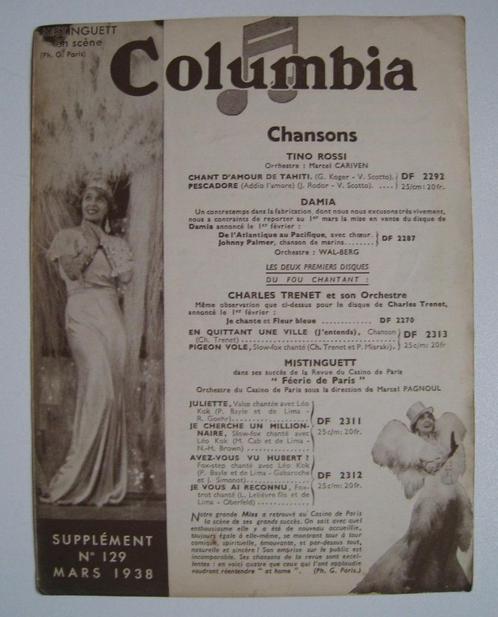 MISTINGUETT
en scène
(Ph. G. Paris)
Columbia
Chansons
TINO ROSSI
Orchestre : Marcel CARIVEN
CHANT D'AMOUR DE TAHITI. (G. Koger - V. Scotto). DF 2292
PESCADORE (Addio l'amore) (J. Rodor - V. Scotto). .... 25/cm: 20fr.
DAMIA
Un contretemps dans la fabrication, dont nous nous excusons très vivement,
nous a contraints de reporter au 1er mars la mise en vente du disque de
Damia annoncé le 1er février :
De l'Atlantique au Pacifique, avec chœur.
Johnny Palmer, chanson de marins........ DF 2287
Orchestre : WAL-BERG
LES DEUX PREMIERS DISQUES
DU FOU CHANTANT :
CHARLES TRENET et son Orchestre
Même observation que ci-dessus pour le disque de Charles Trenet,
annoncé le 1er février :
Je chante et Fleur bleue ............ DF 2270
EN QUITTANT UNE VILLE (J'entends), Chanson
(Ch. Trenet) DF 2313
PIGEON VOLE, Slow-fox chanté (Ch. Trenet et P. Misraki). 25c/m: 20fr
MISTINGUETT
dans ses succès de la Revue du Casino de Paris
" Féerie de Paris "
Orchestre du Casino de Paris sous la direction de Marcel PAGNOUL
JULIETTE, Valse chantée avec Léo
Kok (P. Bayle et de Lima -
R. Goehr)
JE CHERCHE UN MILLION-
NAIRE, Slow-fox chanté avec
Léo Kok (M. Cab et de Lima -
N.-H. Brown)
DF 2311
25c/m: 20fr.
AVEZ-VOUS VU HUBERT ?
Fox-step chanté avec Léo Kok
(P. Bayle et de Lima - Gabaroche
et J. Simonot)
JE VOUS AI RECONNU, Fox-
trot chanté (L. Lelièvre fils et de
Lima - Oberfeld)
DF 2312
25c/m: 20fr.
Notre grande Miss a retrouvé au Casino de Paris
la scène de ses grands succès. On sait avec quel
enthousiasme elle y a été de nouveau accueillie,
toujours égale à elle-même, se montrant tour à tour
comique, spirituelle, émouvante, et par-dessus tout,
naturelle et sincère ! Son emprise sur le public est
incomparable. Ses chansons de la revue sont excel-
lentes : en voici quatre que ceux qui l'ont applaudie
voudront réentendre " at home ". (Ph. G. Paris.)
SUPPLÉMENT
N° 129
MARS 1938